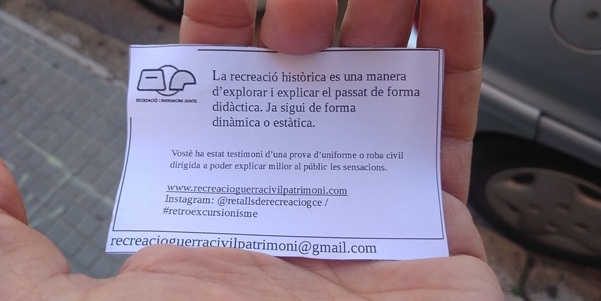 La recreació històrica es una manera
d'explorar i explicar el passat de forma
didàctica. Ja sigui de forma
dinàmica o estàtica.
RECREACIÓ I PATRIMONI JUNTS
Vostè ha estat testimoni d'una prova d'uniforme o roba civil
dirigida a poder explicar millor al públic les sensacions.
www.recreacioguerracivilpatrimoni.com
Instagram: @retallsderecreaciogce /
#retroexcursionisme
recreacioguerracivilpatrimoni@gmail.com